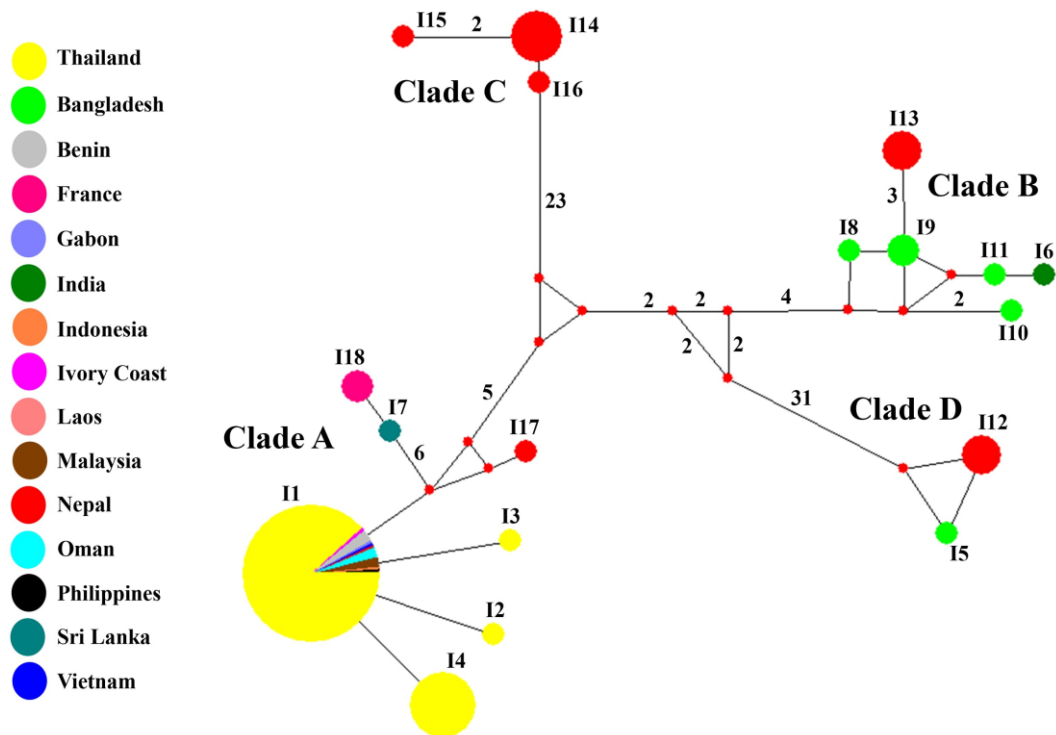 Thailand
Bangladesh
Benin
France
Gabon
India
Indonesia
Ivory Coast
Laos
Malaysia
Nepal
Oman
Philippines
Sri Lanka
Vietnam
I15
2
I14
Clade C
I16
23
I13
Clade B
3
I8
I9
I11
I6
2
I10
2
2
4
2
2
5
31
Clade D
I12
I5
I18
I7
Clade A
6
I17
I1
I3
I2
I4